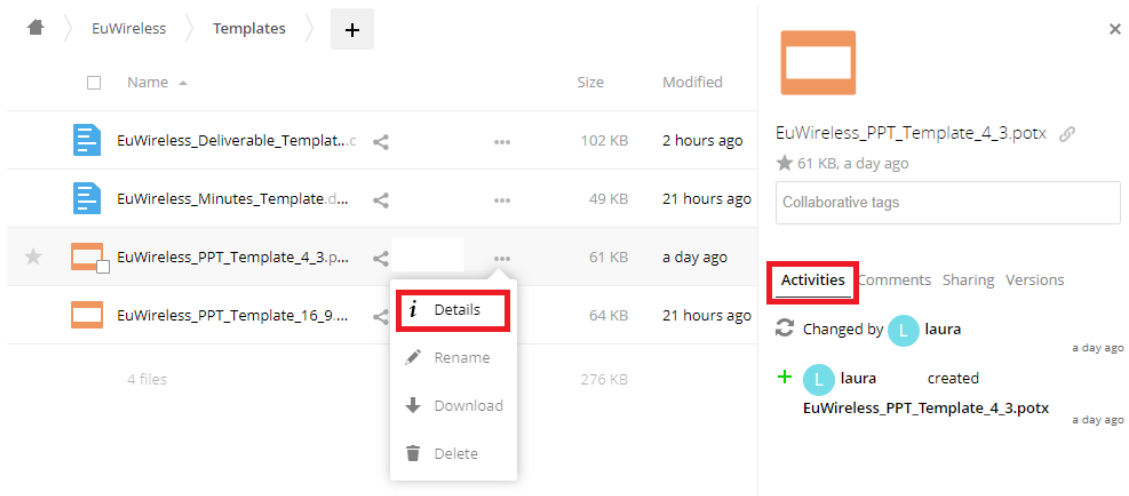 EuWireless Templates +
Name Size Modified
EuWireless_Deliverable_Templat...c ... 102 KB 2 hours ago
EuWireless_Minutes_Template.d... ... 49 KB 21 hours ago
EuWireless_PPT_Template_4_3.p... ... 61 KB a day ago
EuWireless_PPT_Template_16_9.... 64 KB 21 hours ago
4 files 276 KB
i Details
Rename
Download
Delete
×
EuWireless_PPT_Template_4_3.potx
61 KB, a day ago
Collaborative tags
Activities Comments Sharing Versions
Changed by L laura
a day ago
+ L laura created
EuWireless_PPT_Template_4_3.potx
a day ago